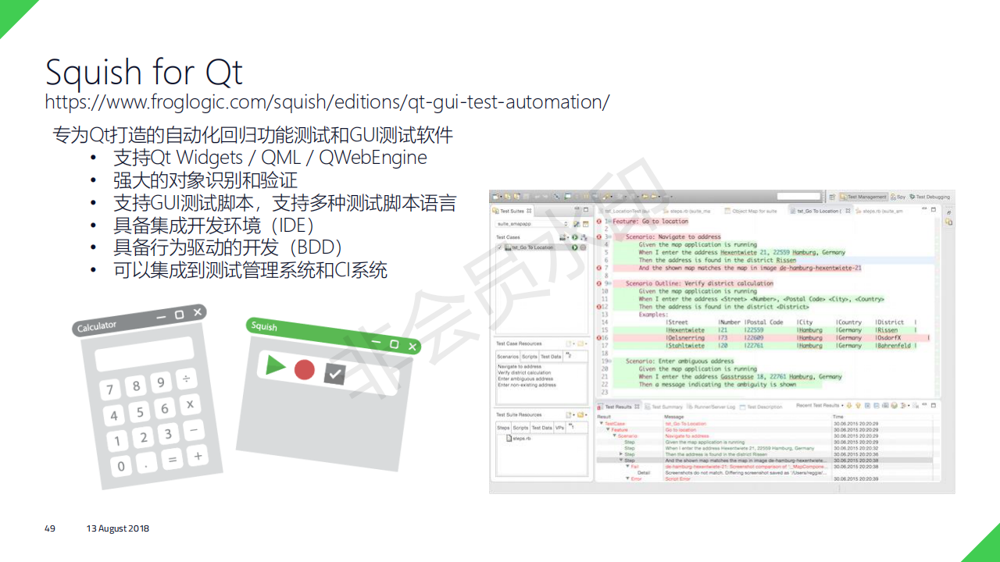 Squish for Qt
https://www.froglogic.com/squish/editions/qt-gui-test-automation/
专为Qt打造的自动化回归功能测试和GUI测试软件
• 支持Qt Widgets / QML / QWebEngine
• 强大的对象识别和验证
• 支持GUI测试脚本，支持多种测试脚本语言
• 具备集成开发环境（IDE）
• 具备行为驱动的开发（BDD）
• 可以集成到测试管理系统和CI系统
Calculator
7 8 9 ÷
4 5 6 x
1 2 3 −
0 . = +
Squish
Test Management Spy Test Debugging
Test Suites
suite_amapapp
Test Cases
tst_Go To Location
tst_LocationTest (sui steps.rb (suite_ma Object Map for suite tst_Go To Location ( steps.rb (suite_am
1 Feature: Go to location
2
3 Scenario: Navigate to address
4 Given the map application is running
5 When I enter the address Hexentwiete 21, 22559 Hamburg, Germany
6 Then the address is found in the district Rissen
7 And the shown map matches the map in image de-hamburg-hexentwiete-21
8
9 Scenario Outline: Verify district calculation
10 Given the map application is running
11 When I enter the address <Street> <Number>, <Postal Code> <City>, <Country>
12 Then the address is found in the district <District>
13 Examples:
14 |Street |Number |Postal Code |City |Country |District |
15 |Hexentwiete |21 |22559 |Hamburg |Germany |Rissen |
16 |Oelsnerring |73 |22609 |Hamburg |Germany |OsdorfX |
17 |Stahltwiete |20 |22761 |Hamburg |Germany |Bahrenfeld |
18
19 Scenario: Enter ambiguous address
20 Given the map application is running
21 When I enter the address Gasstrasse 18, 22761 Hamburg, Germany
22 Then a message indicating the ambiguity is shown
23
Test Case Resources
Scenarios Scripts Test Data
Navigate to address
Verify district calculation
Enter ambiguous address
Enter non-existing address
Test Suite Resources
Steps Scripts Test Data VPs
steps.rb
Test Results Test Summary Runner/Server Log Test Description Recent Test Results
Result Message Time
TestCase tst_Go To Location 30.06.2015 20:20:29
Feature Go to location 30.06.2015 20:20:29
Scenario Navigate to address 30.06.2015 20:20:29
Step Given the map application is running 30.06.2015 20:20:29
Step When I enter the address Hexentwiete 21, 22559 Hamburg, Germany 30.06.2015 20:20:32
Step Then the address is found in the district Rissen 30.06.2015 20:20:36
Step And the shown map matches the map in image de-hamburg-hexentwiete... 30.06.2015 20:20:38
Fail de-hamburg-hexentwiete-21: Screenshot comparison of ':_MapCompone... 30.06.2015 20:20:38
Detail Screenshots do not match. Differing screenshot saved as '/Users/reggie/... 30.06.2015 20:20:38
Error Script Error 30.06.2015 20:20:39
非会员水印
49 13 August 2018